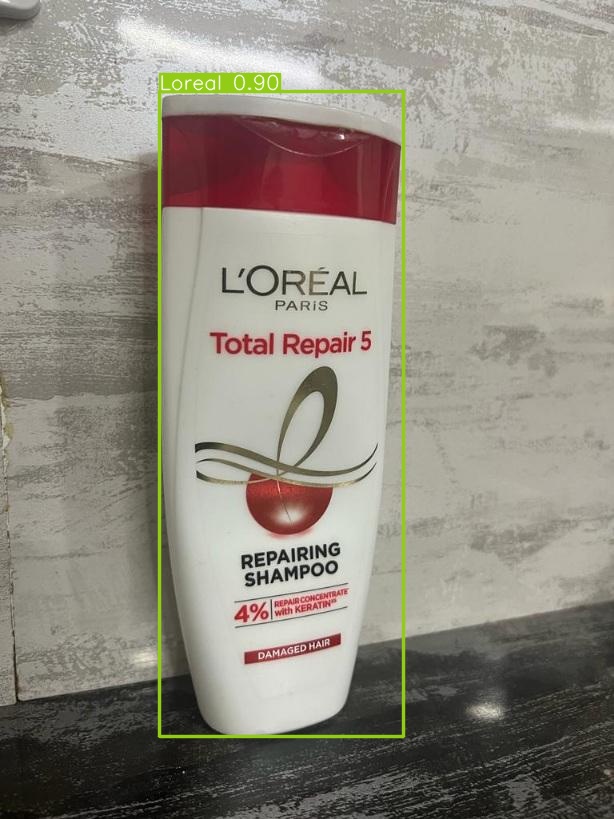 Loreal 0.90
L'ORÉAL
PARIS
Total Repair 5
REPAIRING
SHAMPOO
4% REPAIR CONCENTRATE
with KERATIN
DAMAGED HAIR